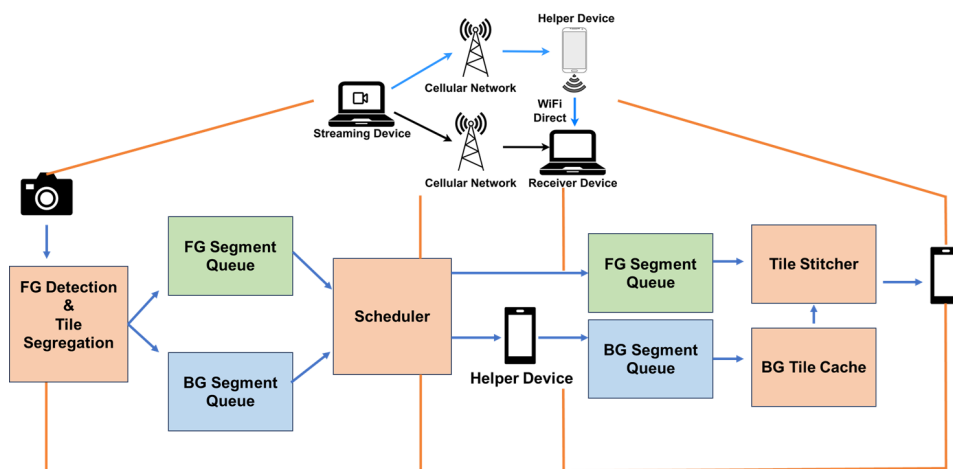 Helper Device
Cellular Network
WiFi
Direct
Streaming Device
Cellular Network
Receiver Device
FG Detection
&
Tile
Segregation
FG Segment
Queue
BG Segment
Queue
Scheduler
Helper Device
FG Segment
Queue
BG Segment
Queue
Tile Stitcher
BG Tile Cache